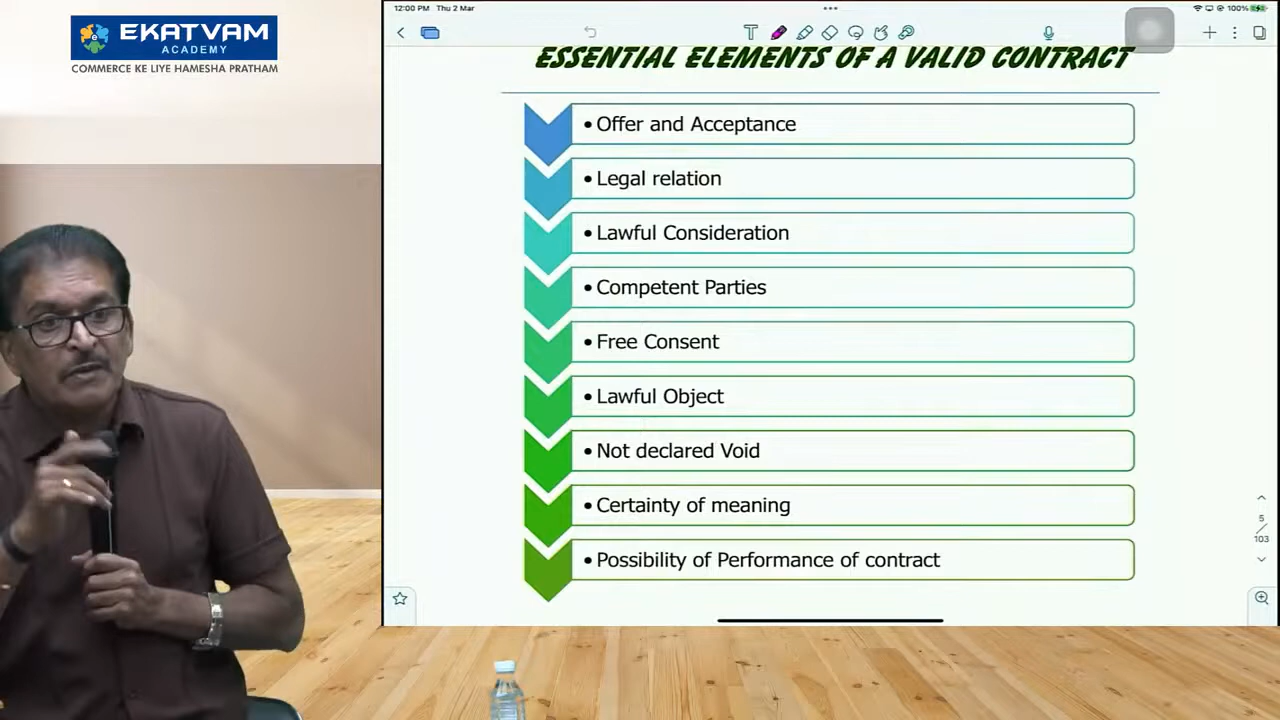 EKATVAM
ACADEMY
COMMERCE KE LIYE HAMESHA PRATHAM
12:00 PM Thu 2 Mar
100%
T
ESSENTIAL ELEMENTS OF A VALID CONTRACT
• Offer and Acceptance
• Legal relation
• Lawful Consideration
• Competent Parties
• Free Consent
• Lawful Object
• Not declared Void
• Certainty of meaning
• Possibility of Performance of contract
5
103